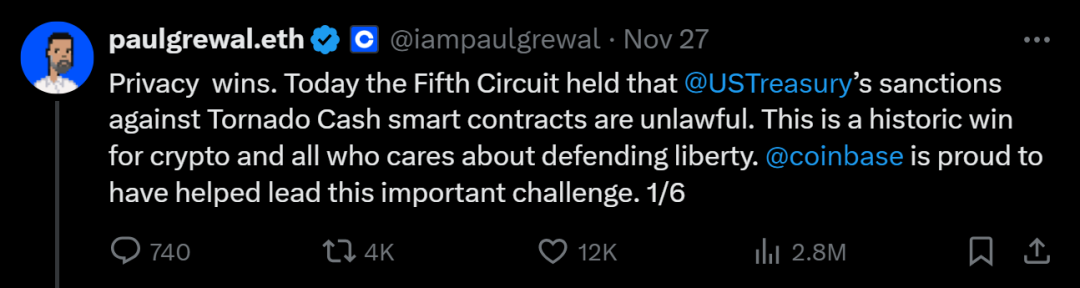 paulgrewal.eth @iampaulgrewal · Nov 27
Privacy  wins. Today the Fifth Circuit held that @USTreasury’s sanctions
against Tornado Cash smart contracts are unlawful. This is a historic win
for crypto and all who cares about defending liberty. @coinbase is proud to
have helped lead this important challenge. 1/6
740 4K 12K 2.8M